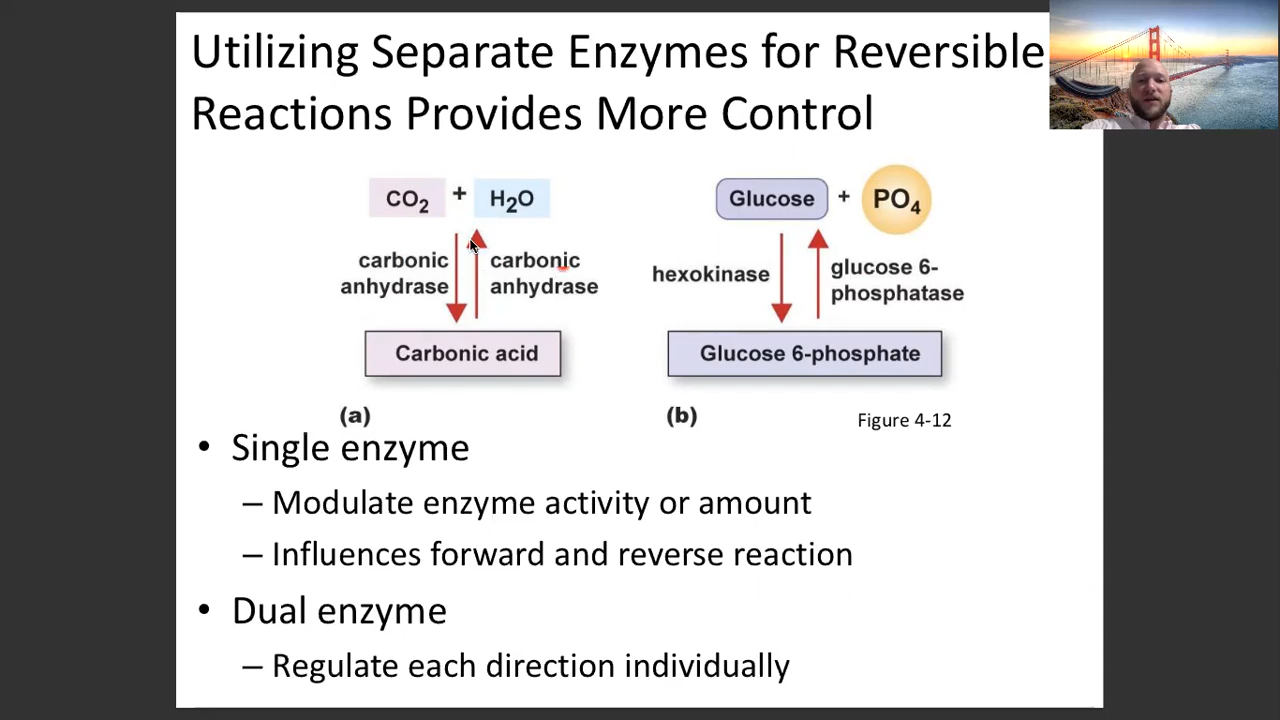 Utilizing Separate Enzymes for Reversible
Reactions Provides More Control
CO₂ + H₂O
carbonic
anhydrase
carbonic
anhydrase
Carbonic acid
(a)
Glucose + PO₄
hexokinase
glucose 6-
phosphatase
Glucose 6-phosphate
(b)
Figure 4-12
• Single enzyme
– Modulate enzyme activity or amount
– Influences forward and reverse reaction
• Dual enzyme
– Regulate each direction individually